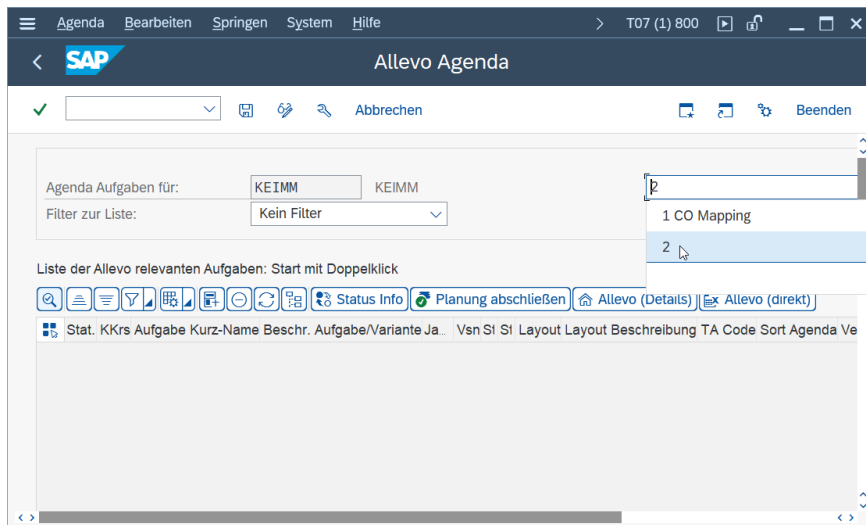 Agenda Bearbeiten Springen System Hilfe T07 (1) 800
SAP Allevo Agenda
Abbrechen Beenden
Agenda Aufgaben für: KEIMM KEIMM 2
Filter zur Liste: Kein Filter
1 CO Mapping
2
Liste der Allevo relevanten Aufgaben: Start mit Doppelklick
Status Info Planung abschließen Allevo (Details) Allevo (direkt)
Stat. KKrs Aufgabe Kurz-Name Beschr. Aufgabe/Variante Ja... Vsn St St Layout Layout Beschreibung TA Code Sort Agenda Ve